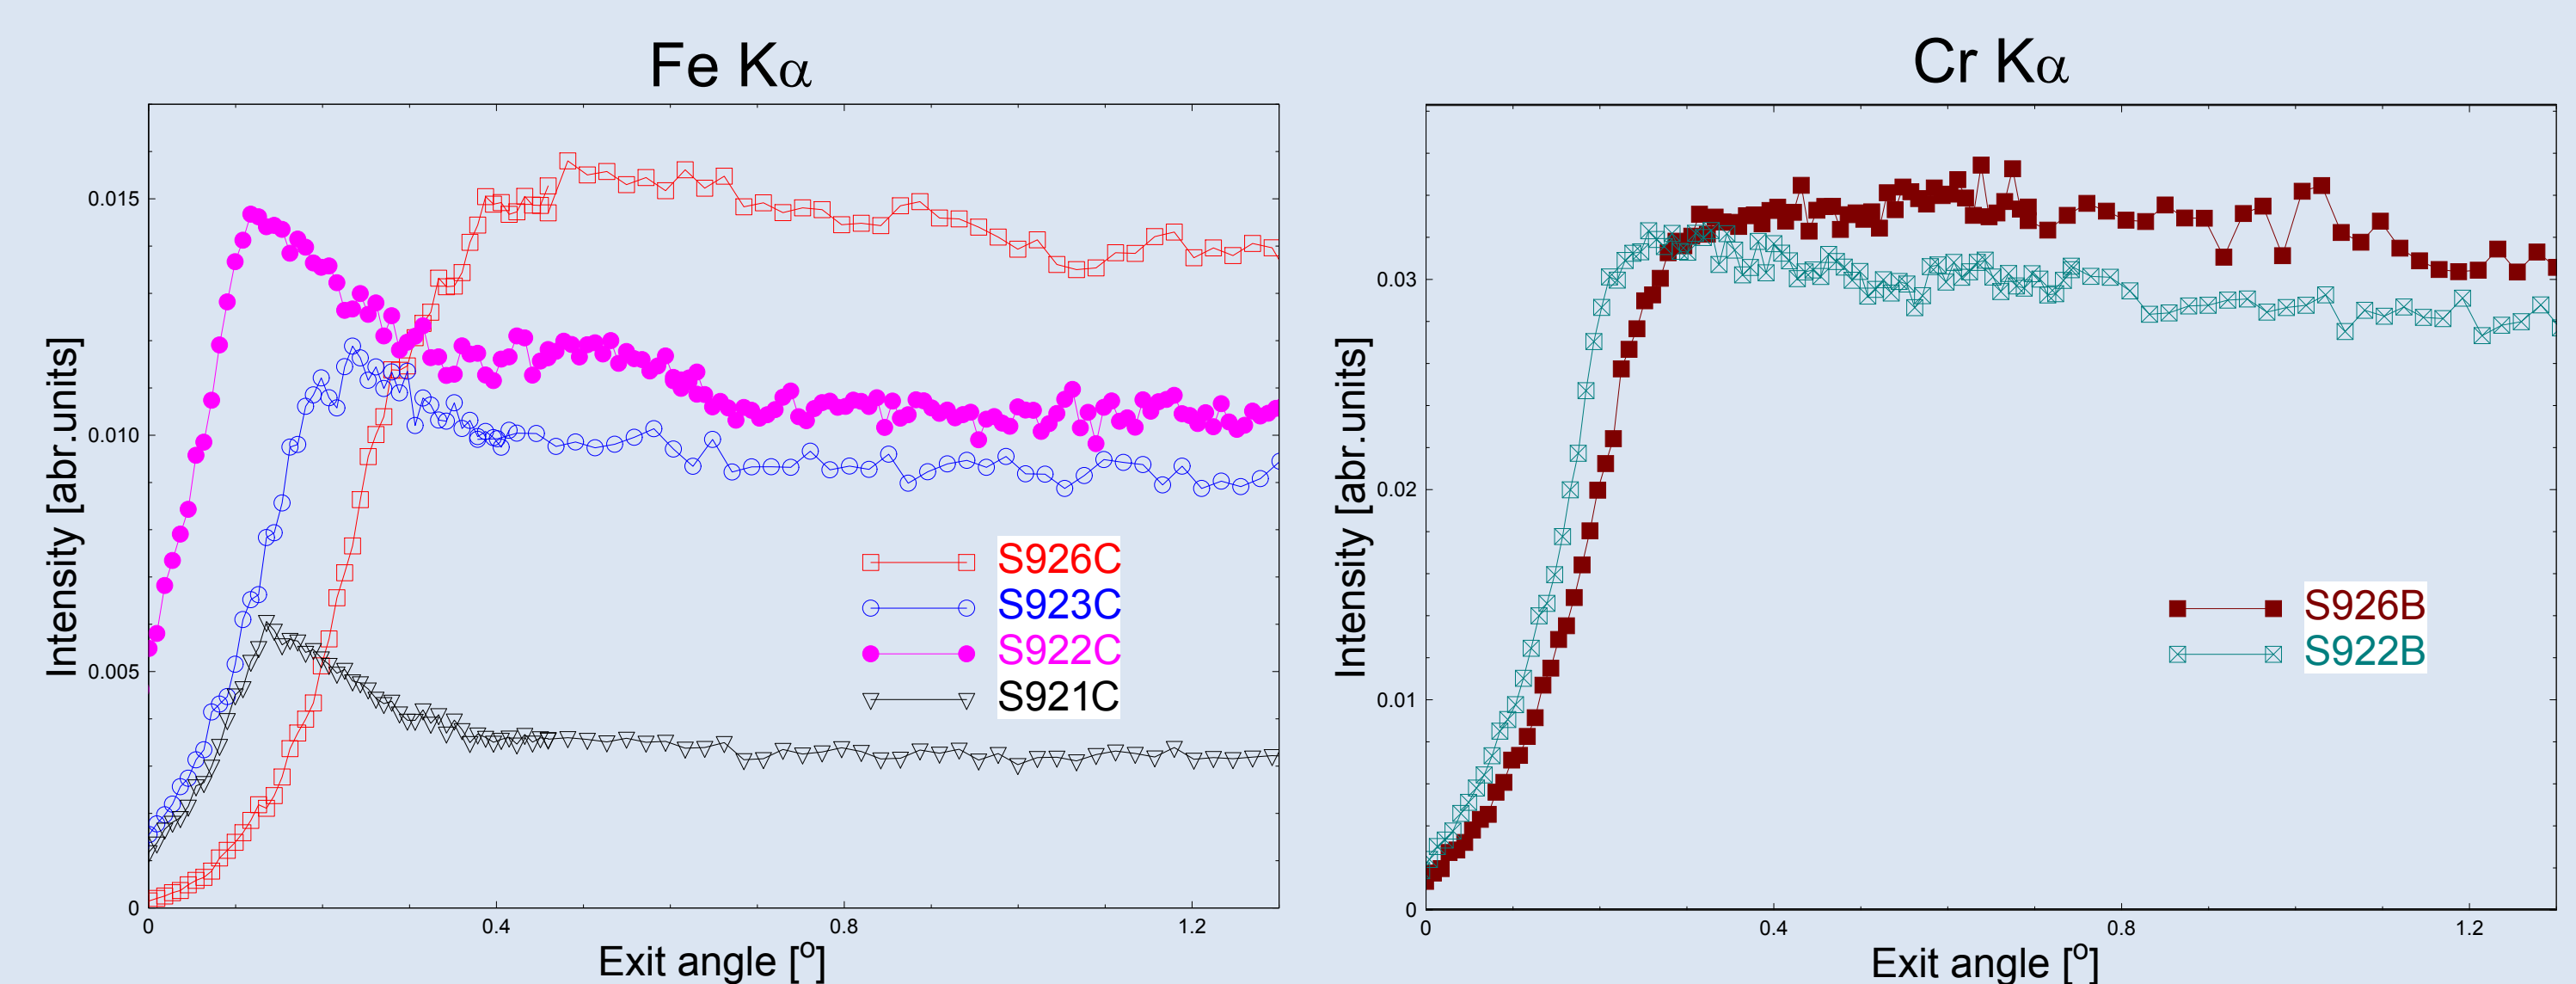 Fe Kα
Intensity [abr.units]
0.015
0.010
0.005
0
0
0.4
0.8
1.2
Exit angle [o]
S926C
S923C
S922C
S921C
Cr Kα
Intensity [abr.units]
0.03
0.02
0.01
0
0
0.4
0.8
1.2
Exit angle [o]
S926B
S922B